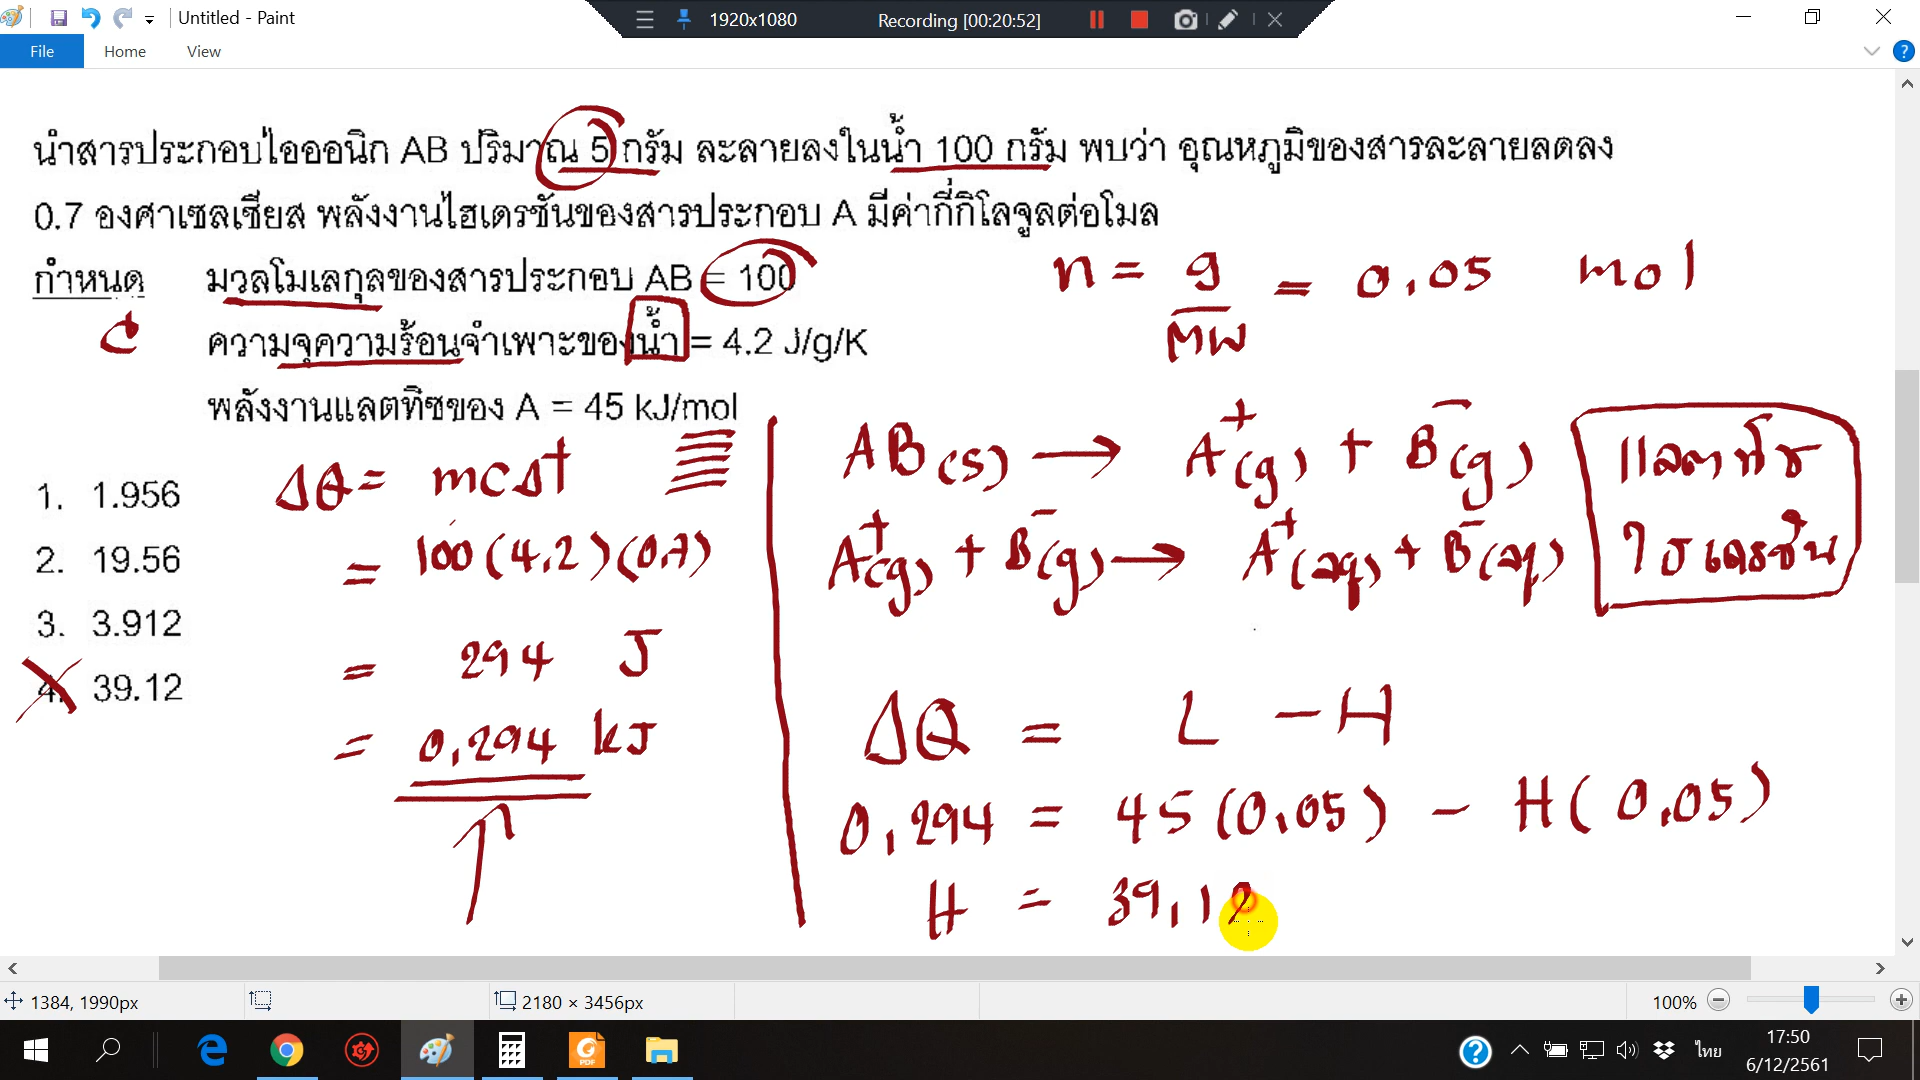 Untitled - Paint
1920x1080
Recording [00:20:52]
File
Home
View
นำสารประกอบไอออนิก AB ปริมาณ 5 กรัม ละลายลงในน้ำ 100 กรัม พบว่า อุณหภูมิของสารละลายลดลง
0.7 องศาเซลเซียส พลังงานไฮเดรชันของสารประกอบ A มีค่ากี่กิโลจูลต่อโมล
กำหนด มวลโมเลกุลของสารประกอบ AB = 100
ความจุความร้อนจำเพาะของน้ำ = 4.2 J/g/K
พลังงานแลตทิซของ A = 45 kJ/mol
1. 1.956
2. 19.56
3. 3.912
4. 39.12
n = g/MW = 0.05 mol
c
ΔQ = mcΔt
= 100(4.2)(0.7)
= 294 J
= 0.294 kJ
AB(s) → A+(g) + B-(g) แลตทิซ
A+(g) + B-(g) → A+(aq) + B-(aq) ไฮเดรชัน
ΔQ = L - H
0.294 = 45(0.05) - H(0.05)
H = 39.12
1384, 1990px
2180 × 3456px
100%
PDF
ไทย
17:50
6/12/2561